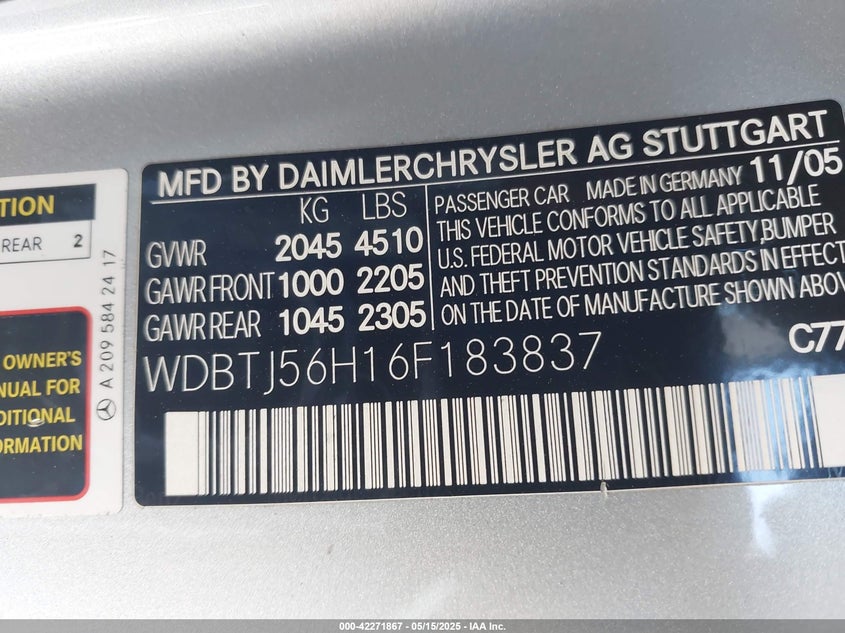 MFD BY DAIMLERCHRYSLER AG STUTTGART
KG LBS
GVWR 2045 4510
GAWR FRONT 1000 2205
GAWR REAR 1045 2305
PASSENGER CAR MADE IN GERMANY 11/05
THIS VEHICLE CONFORMS TO ALL APPLICABLE
U.S. FEDERAL MOTOR VEHICLE SAFETY, BUMPER
AND THEFT PREVENTION STANDARDS IN EFFECT
ON THE DATE OF MANUFACTURE SHOWN ABOV
WDBTJ56H16F183837
C77
TION
REAR 2
OWNER'S
NUAL FOR
DITIONAL
ORMATION
A 209 584 24 17
000-42271867 - 05/15/2025 - IAA Inc.